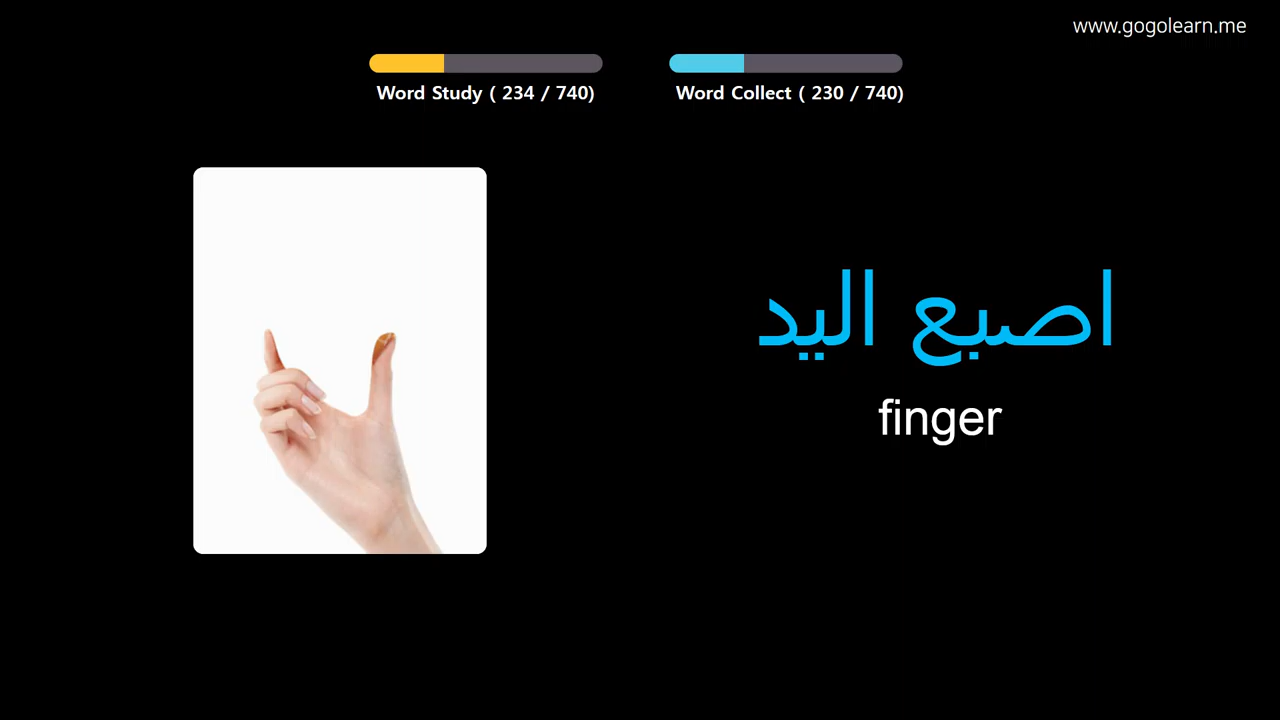 www.gogolearn.me
Word Study ( 234 / 740)
Word Collect ( 230 / 740)
اصبع اليد
finger